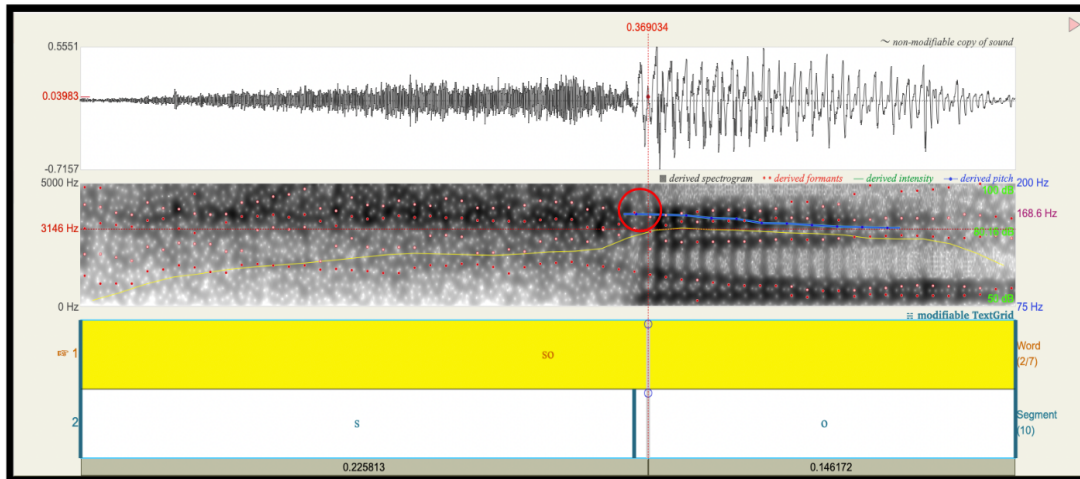 0.369034
0.5551
~ non-modifiable copy of sound
0.03983
-0.7157
derived spectrogram derived formants derived intensity derived pitch
5000 Hz
200 Hz
168.6 Hz
3146 Hz
0 Hz
50 dB
75 Hz
modifiable TextGrid
1
so
Word
(2/7)
2
s
o
Segment
(10)
0.225813
0.146172